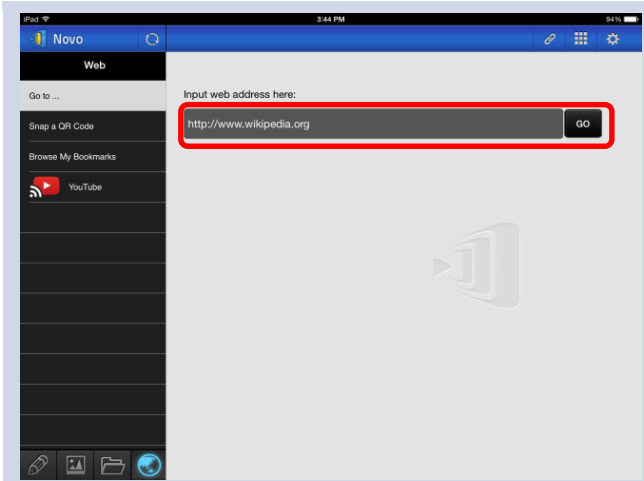 iPad 3:44 PM 94%
Novo
Web
Go to ...
Snap a QR Code
Browse My Bookmarks
YouTube
Input web address here:
http://www.wikipedia.org GO